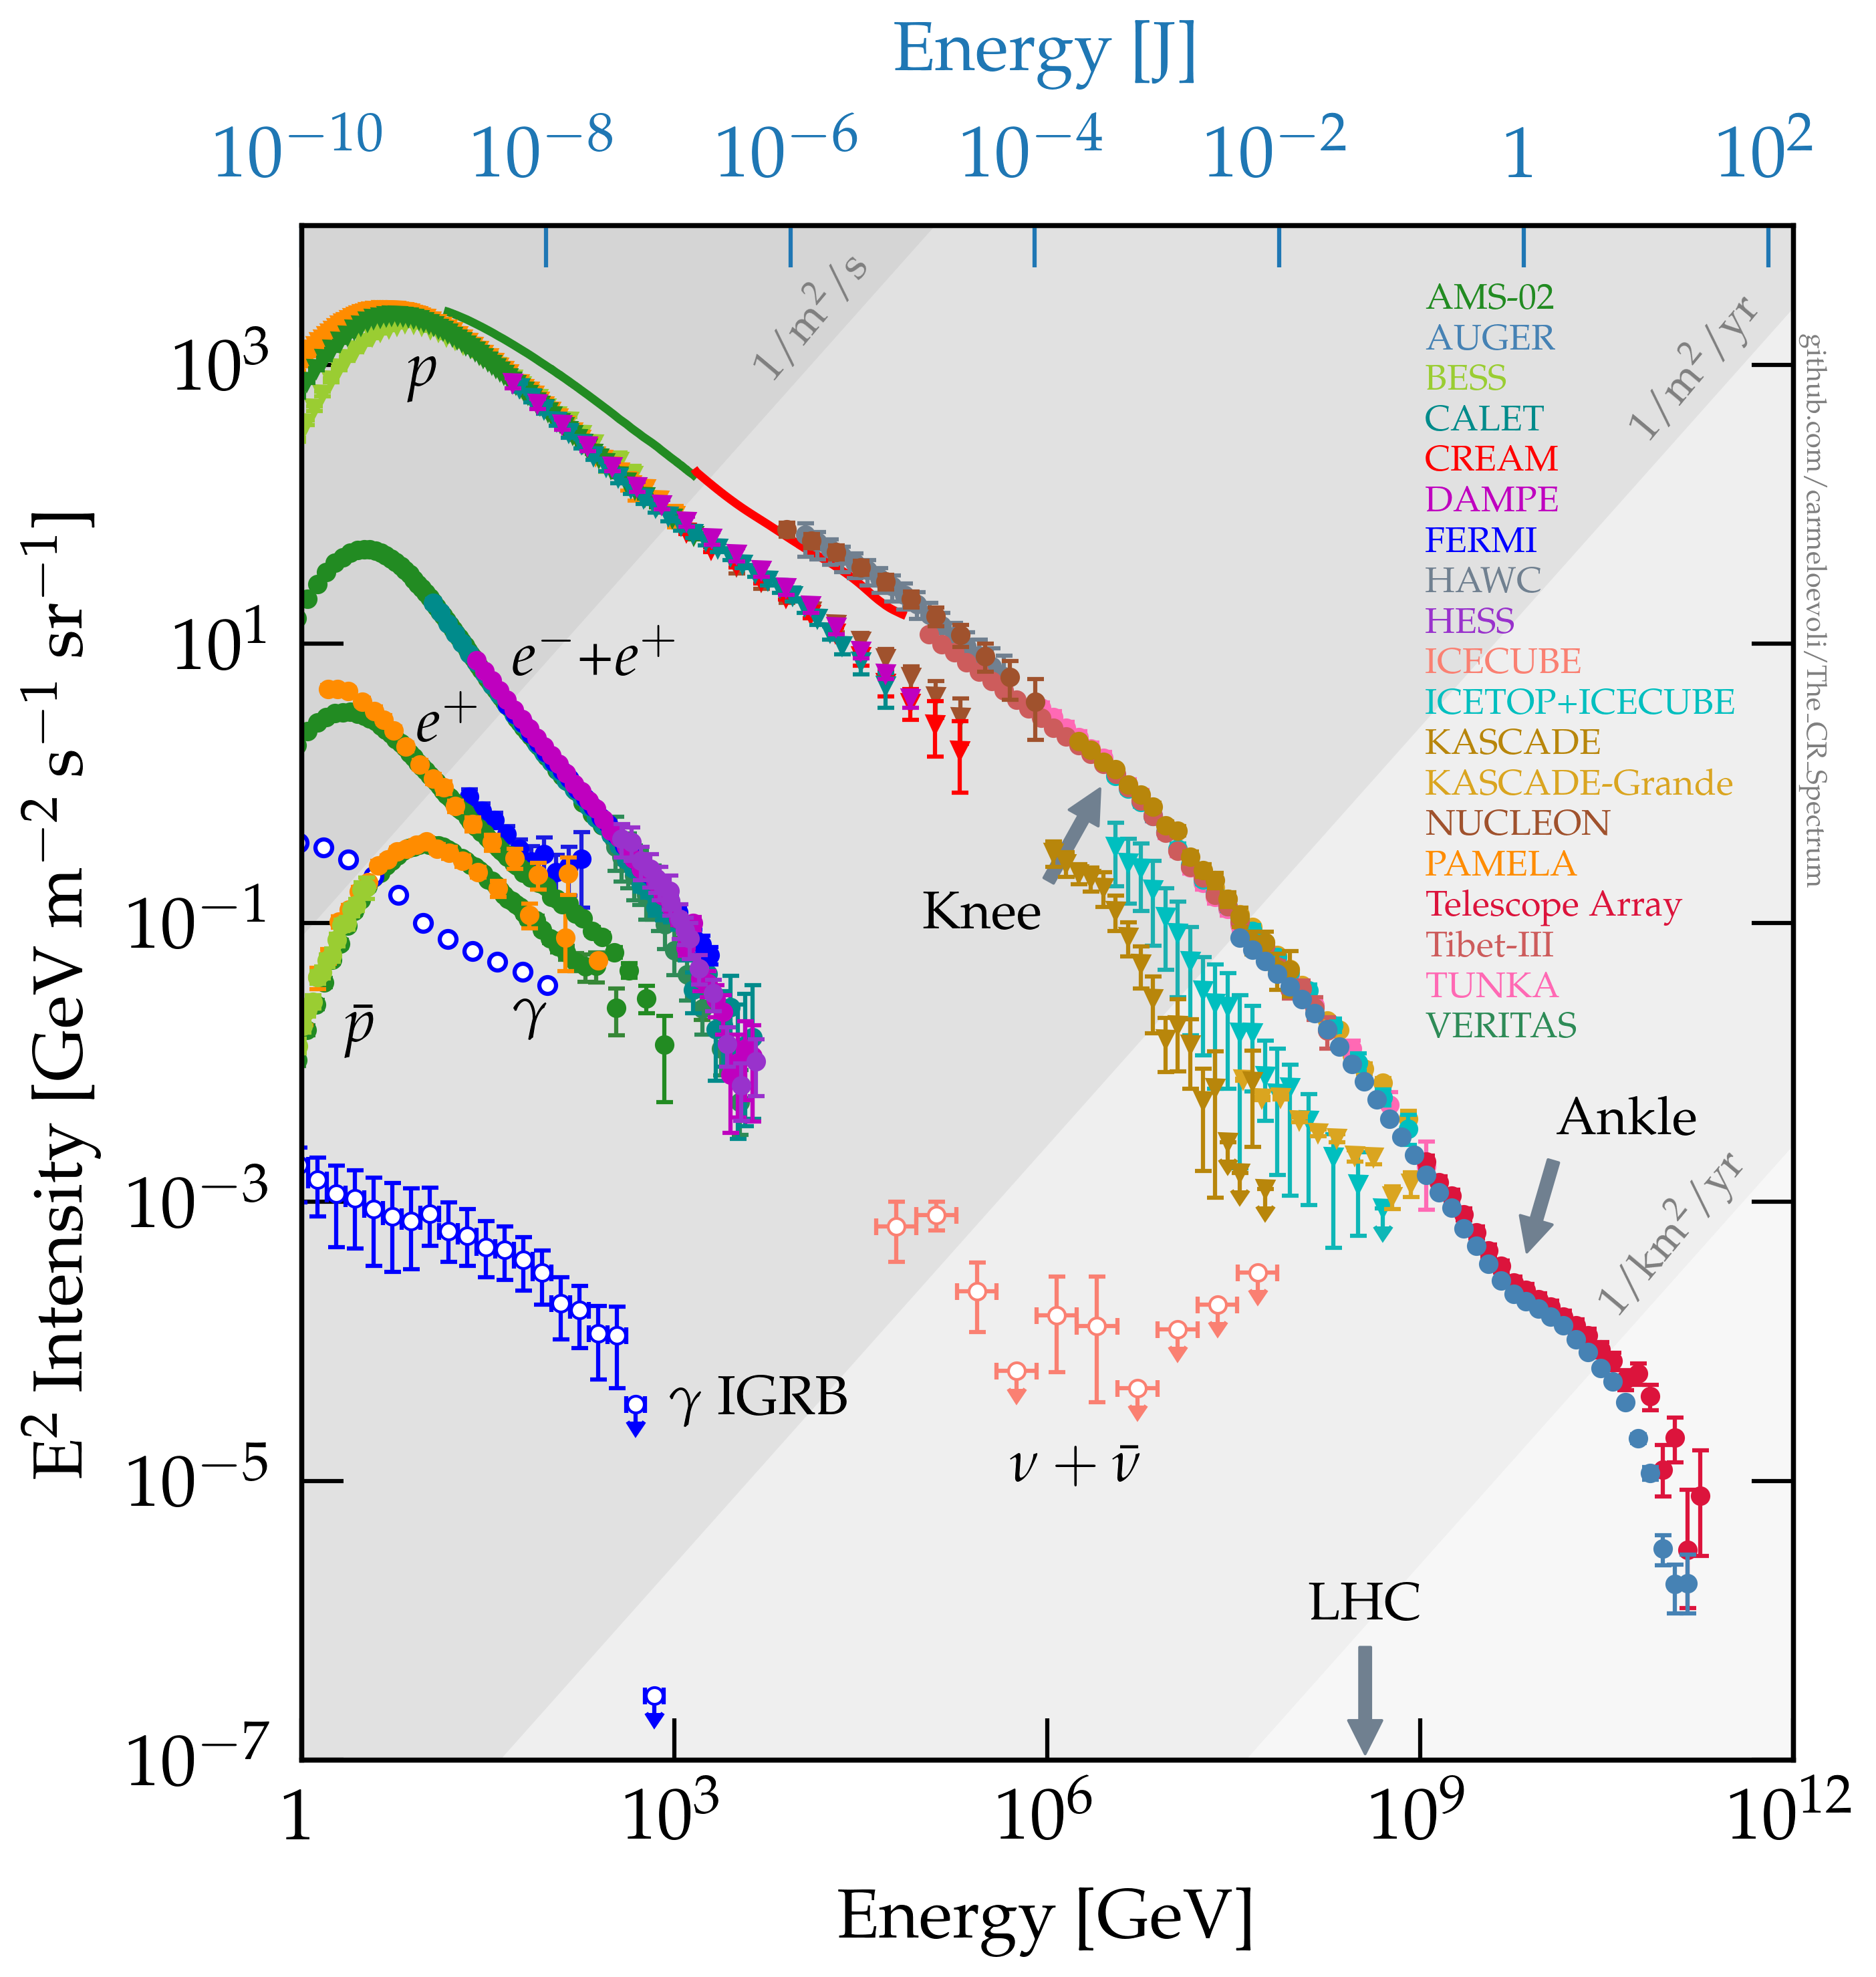 Energy [J]
10⁻¹⁰ 10⁻⁸ 10⁻⁶ 10⁻⁴ 10⁻² 1 10²
1/m²/s
1/m²/yr
1/km²/yr
E² Intensity [GeV m⁻² s⁻¹ sr⁻¹]
10³
10¹
10⁻¹
10⁻³
10⁻⁵
10⁻⁷
p
e⁻+e⁺
e⁺
p̄
γ
γ IGRB
ν + ν̄
Knee
Ankle
LHC
AMS-02
AUGER
BESS
CALET
CREAM
DAMPE
FERMI
HAWC
HESS
ICECUBE
ICETOP+ICECUBE
KASCADE
KASCADE-Grande
NUCLEON
PAMELA
Telescope Array
Tibet-III
TUNKA
VERITAS
github.com/carmeloevoli/The_CR_Spectrum
1 10³ 10⁶ 10⁹ 10¹²
Energy [GeV]